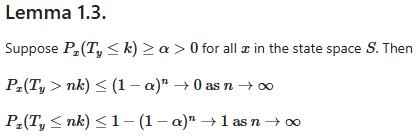 Lemma 1.3.
Suppose Pₓ(T_y ≤ k) ≥ α > 0 for all x in the state space S. Then
Pₓ(T_y > nk) ≤ (1 − α)ⁿ → 0 as n → ∞
Pₓ(T_y ≤ nk) ≤ 1 − (1 − α)ⁿ → 1 as n → ∞